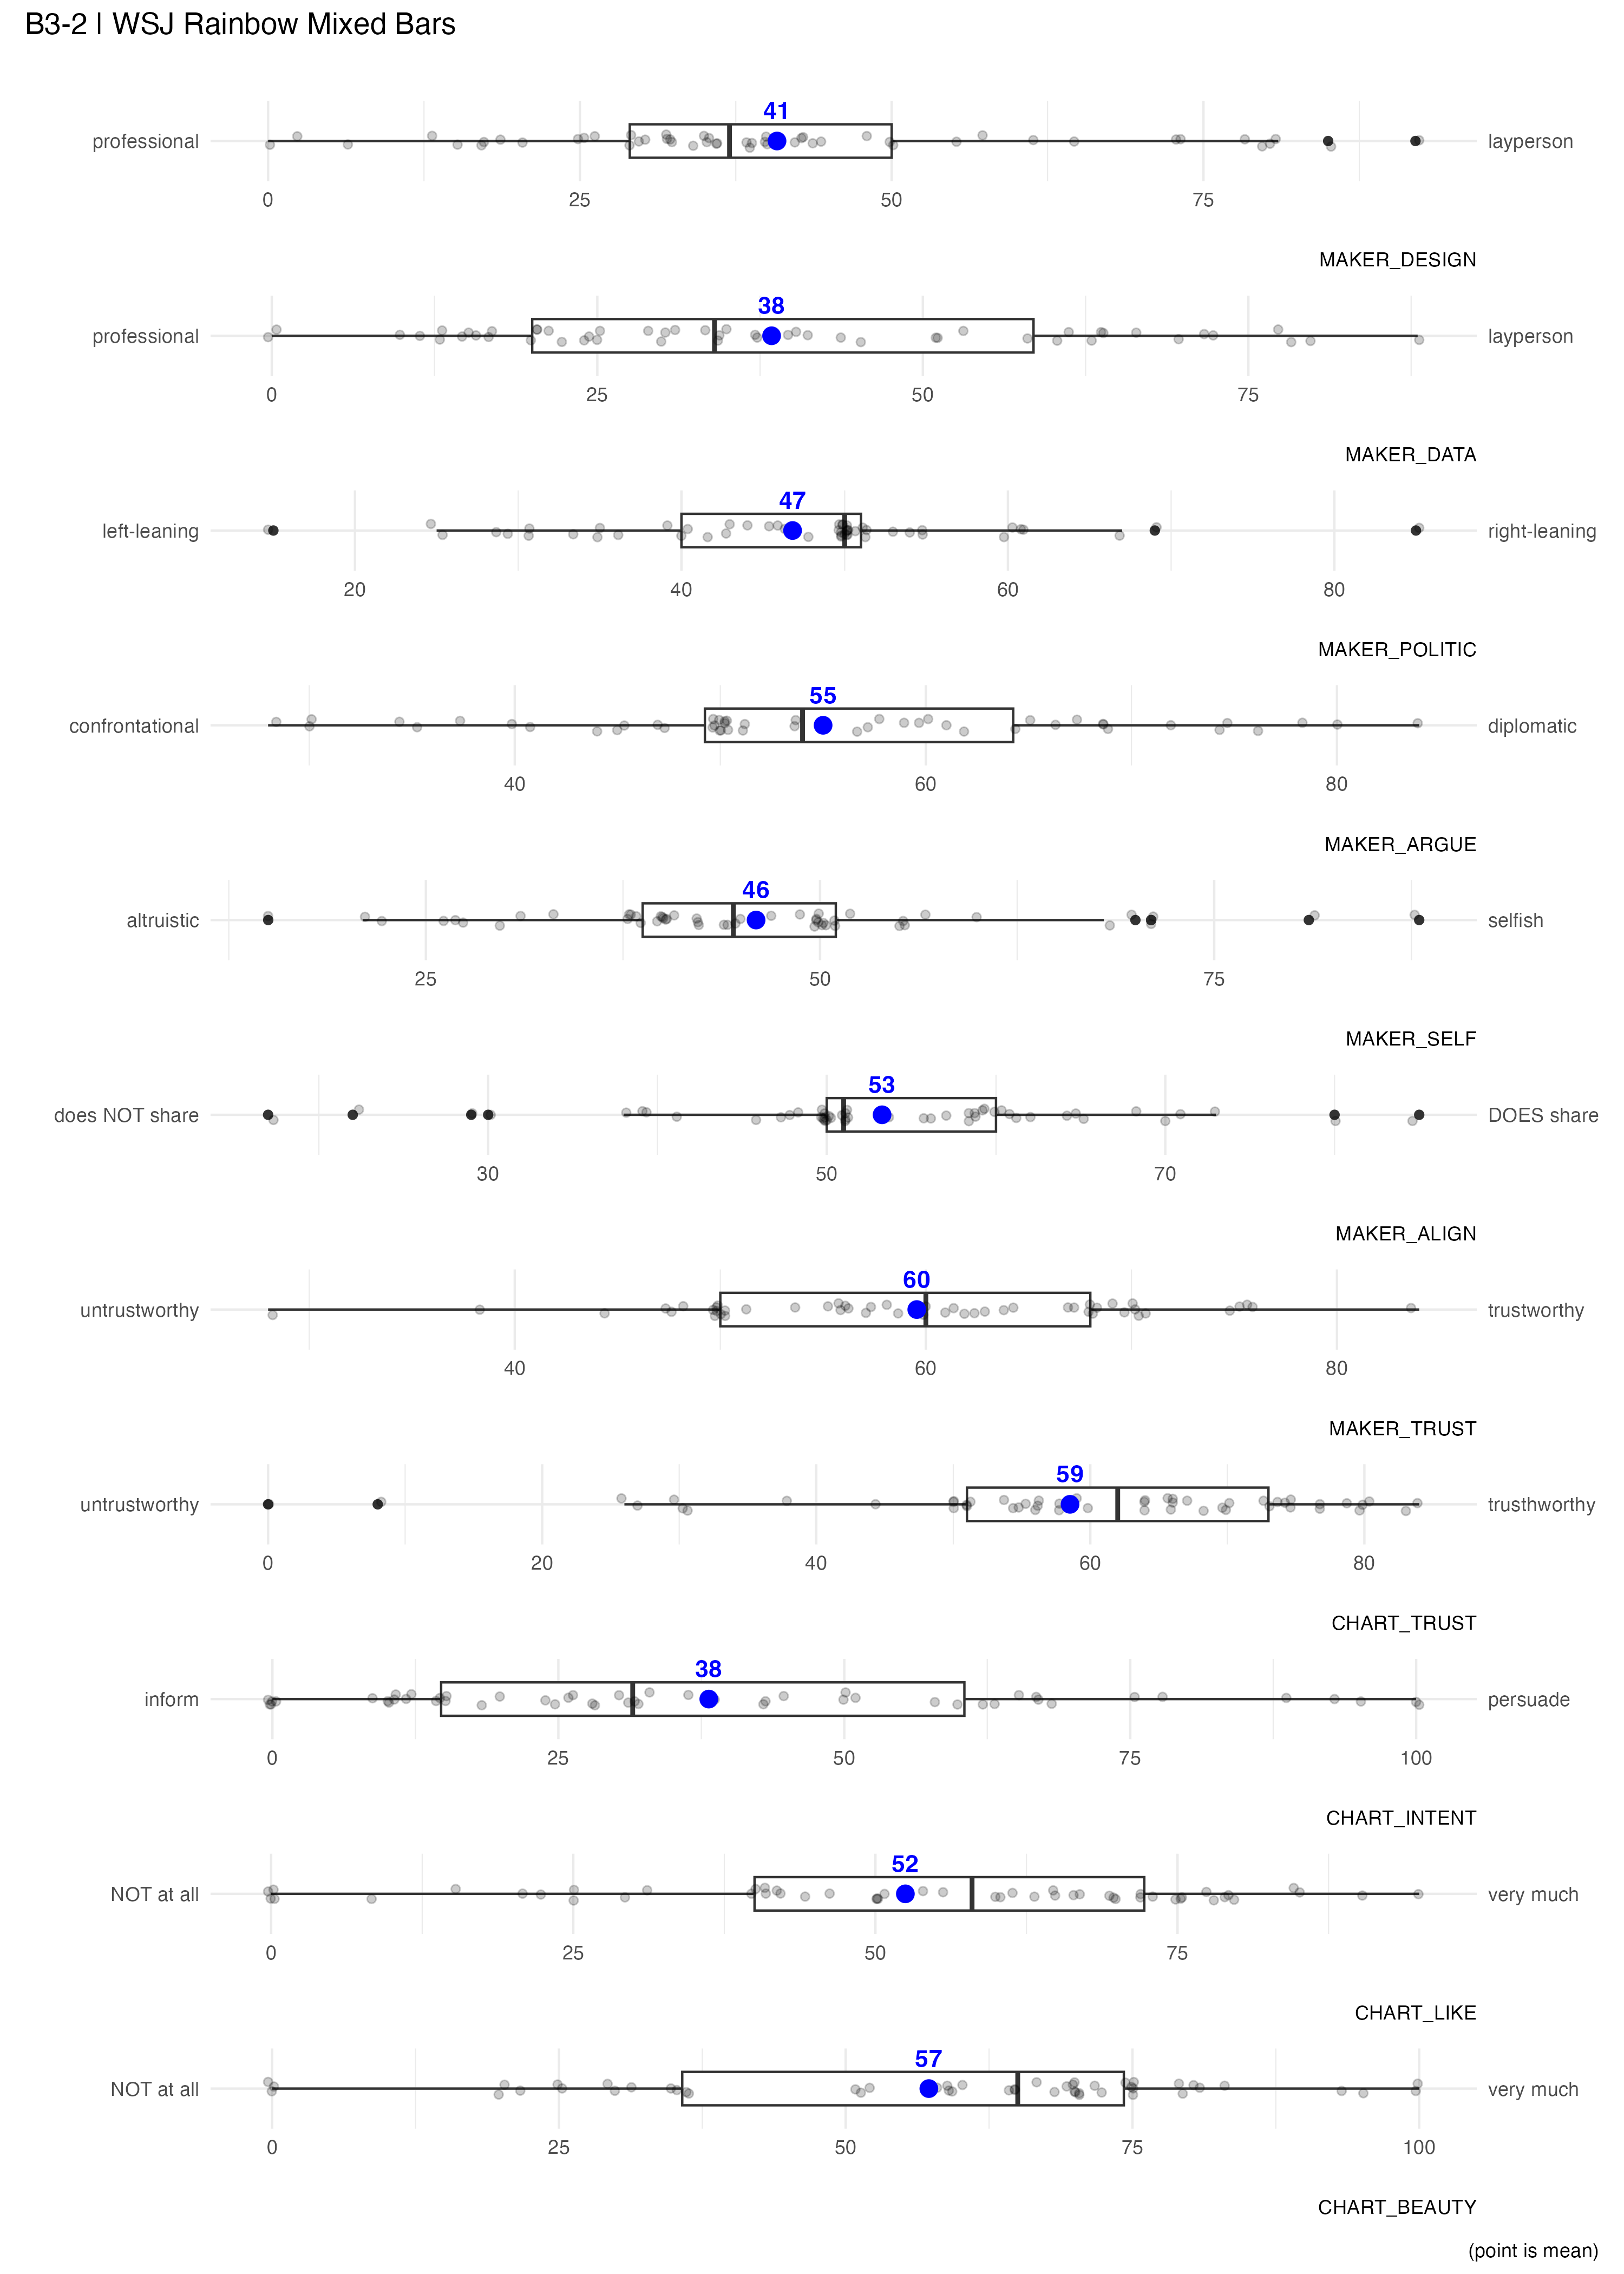 B3-2 | WSJ Rainbow Mixed Bars
41
professional layperson
0 25 50 75
MAKER_DESIGN
38
professional layperson
0 25 50 75
MAKER_DATA
47
left-leaning right-leaning
20 40 60 80
MAKER_POLITIC
55
confrontational diplomatic
40 60 80
MAKER_ARGUE
46
altruistic selfish
25 50 75
MAKER_SELF
53
does NOT share DOES share
30 50 70
MAKER_ALIGN
60
untrustworthy trustworthy
40 60 80
MAKER_TRUST
59
untrustworthy trusthworthy
0 20 40 60 80
CHART_TRUST
38
inform persuade
0 25 50 75 100
CHART_INTENT
52
NOT at all very much
0 25 50 75
CHART_LIKE
57
NOT at all very much
0 25 50 75 100
CHART_BEAUTY
(point is mean)